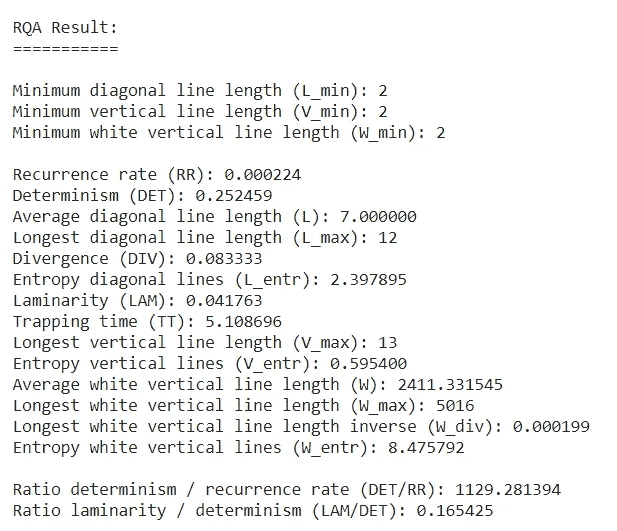 RQA Result:
===========
Minimum diagonal line length (L_min): 2
Minimum vertical line length (V_min): 2
Minimum white vertical line length (W_min): 2
Recurrence rate (RR): 0.000224
Determinism (DET): 0.252459
Average diagonal line length (L): 7.000000
Longest diagonal line length (L_max): 12
Divergence (DIV): 0.083333
Entropy diagonal lines (L_entr): 2.397895
Laminarity (LAM): 0.041763
Trapping time (TT): 5.108696
Longest vertical line length (V_max): 13
Entropy vertical lines (V_entr): 0.595400
Average white vertical line length (W): 2411.331545
Longest white vertical line length (W_max): 5016
Longest white vertical line length inverse (W_div): 0.000199
Entropy white vertical lines (W_entr): 8.475792
Ratio determinism / recurrence rate (DET/RR): 1129.281394
Ratio laminarity / determinism (LAM/DET): 0.165425